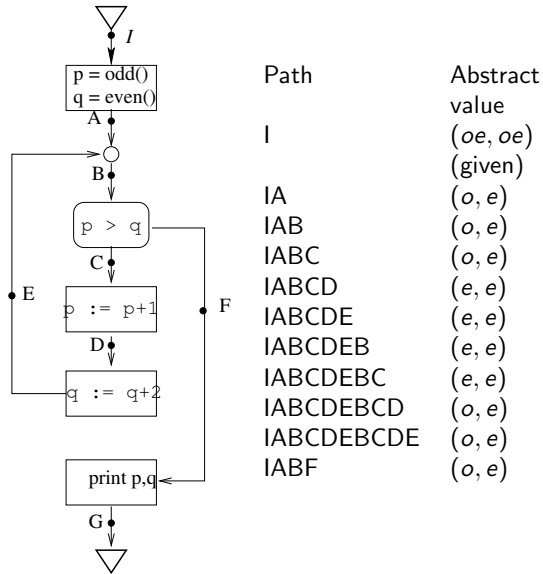 I
p = odd()
q = even()
A
B
p > q
C
E
F
p := p+1
D
q := q+2
print p,q
G
Path Abstract
value
I (oe, oe)
(given)
IA (o, e)
IAB (o, e)
IABC (o, e)
IABCD (e, e)
IABCDE (e, e)
IABCDEB (e, e)
IABCDEBC (e, e)
IABCDEBCD (o, e)
IABCDEBCDE (o, e)
IABF (o, e)